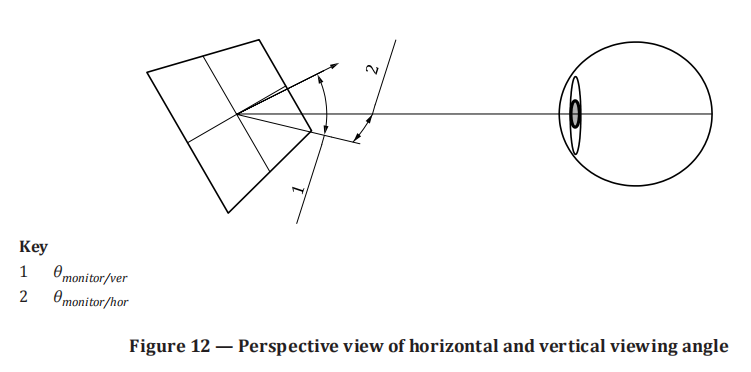 2
1
Key
1 θmonitor/ver
2 θmonitor/hor
Figure 12 — Perspective view of horizontal and vertical viewing angle